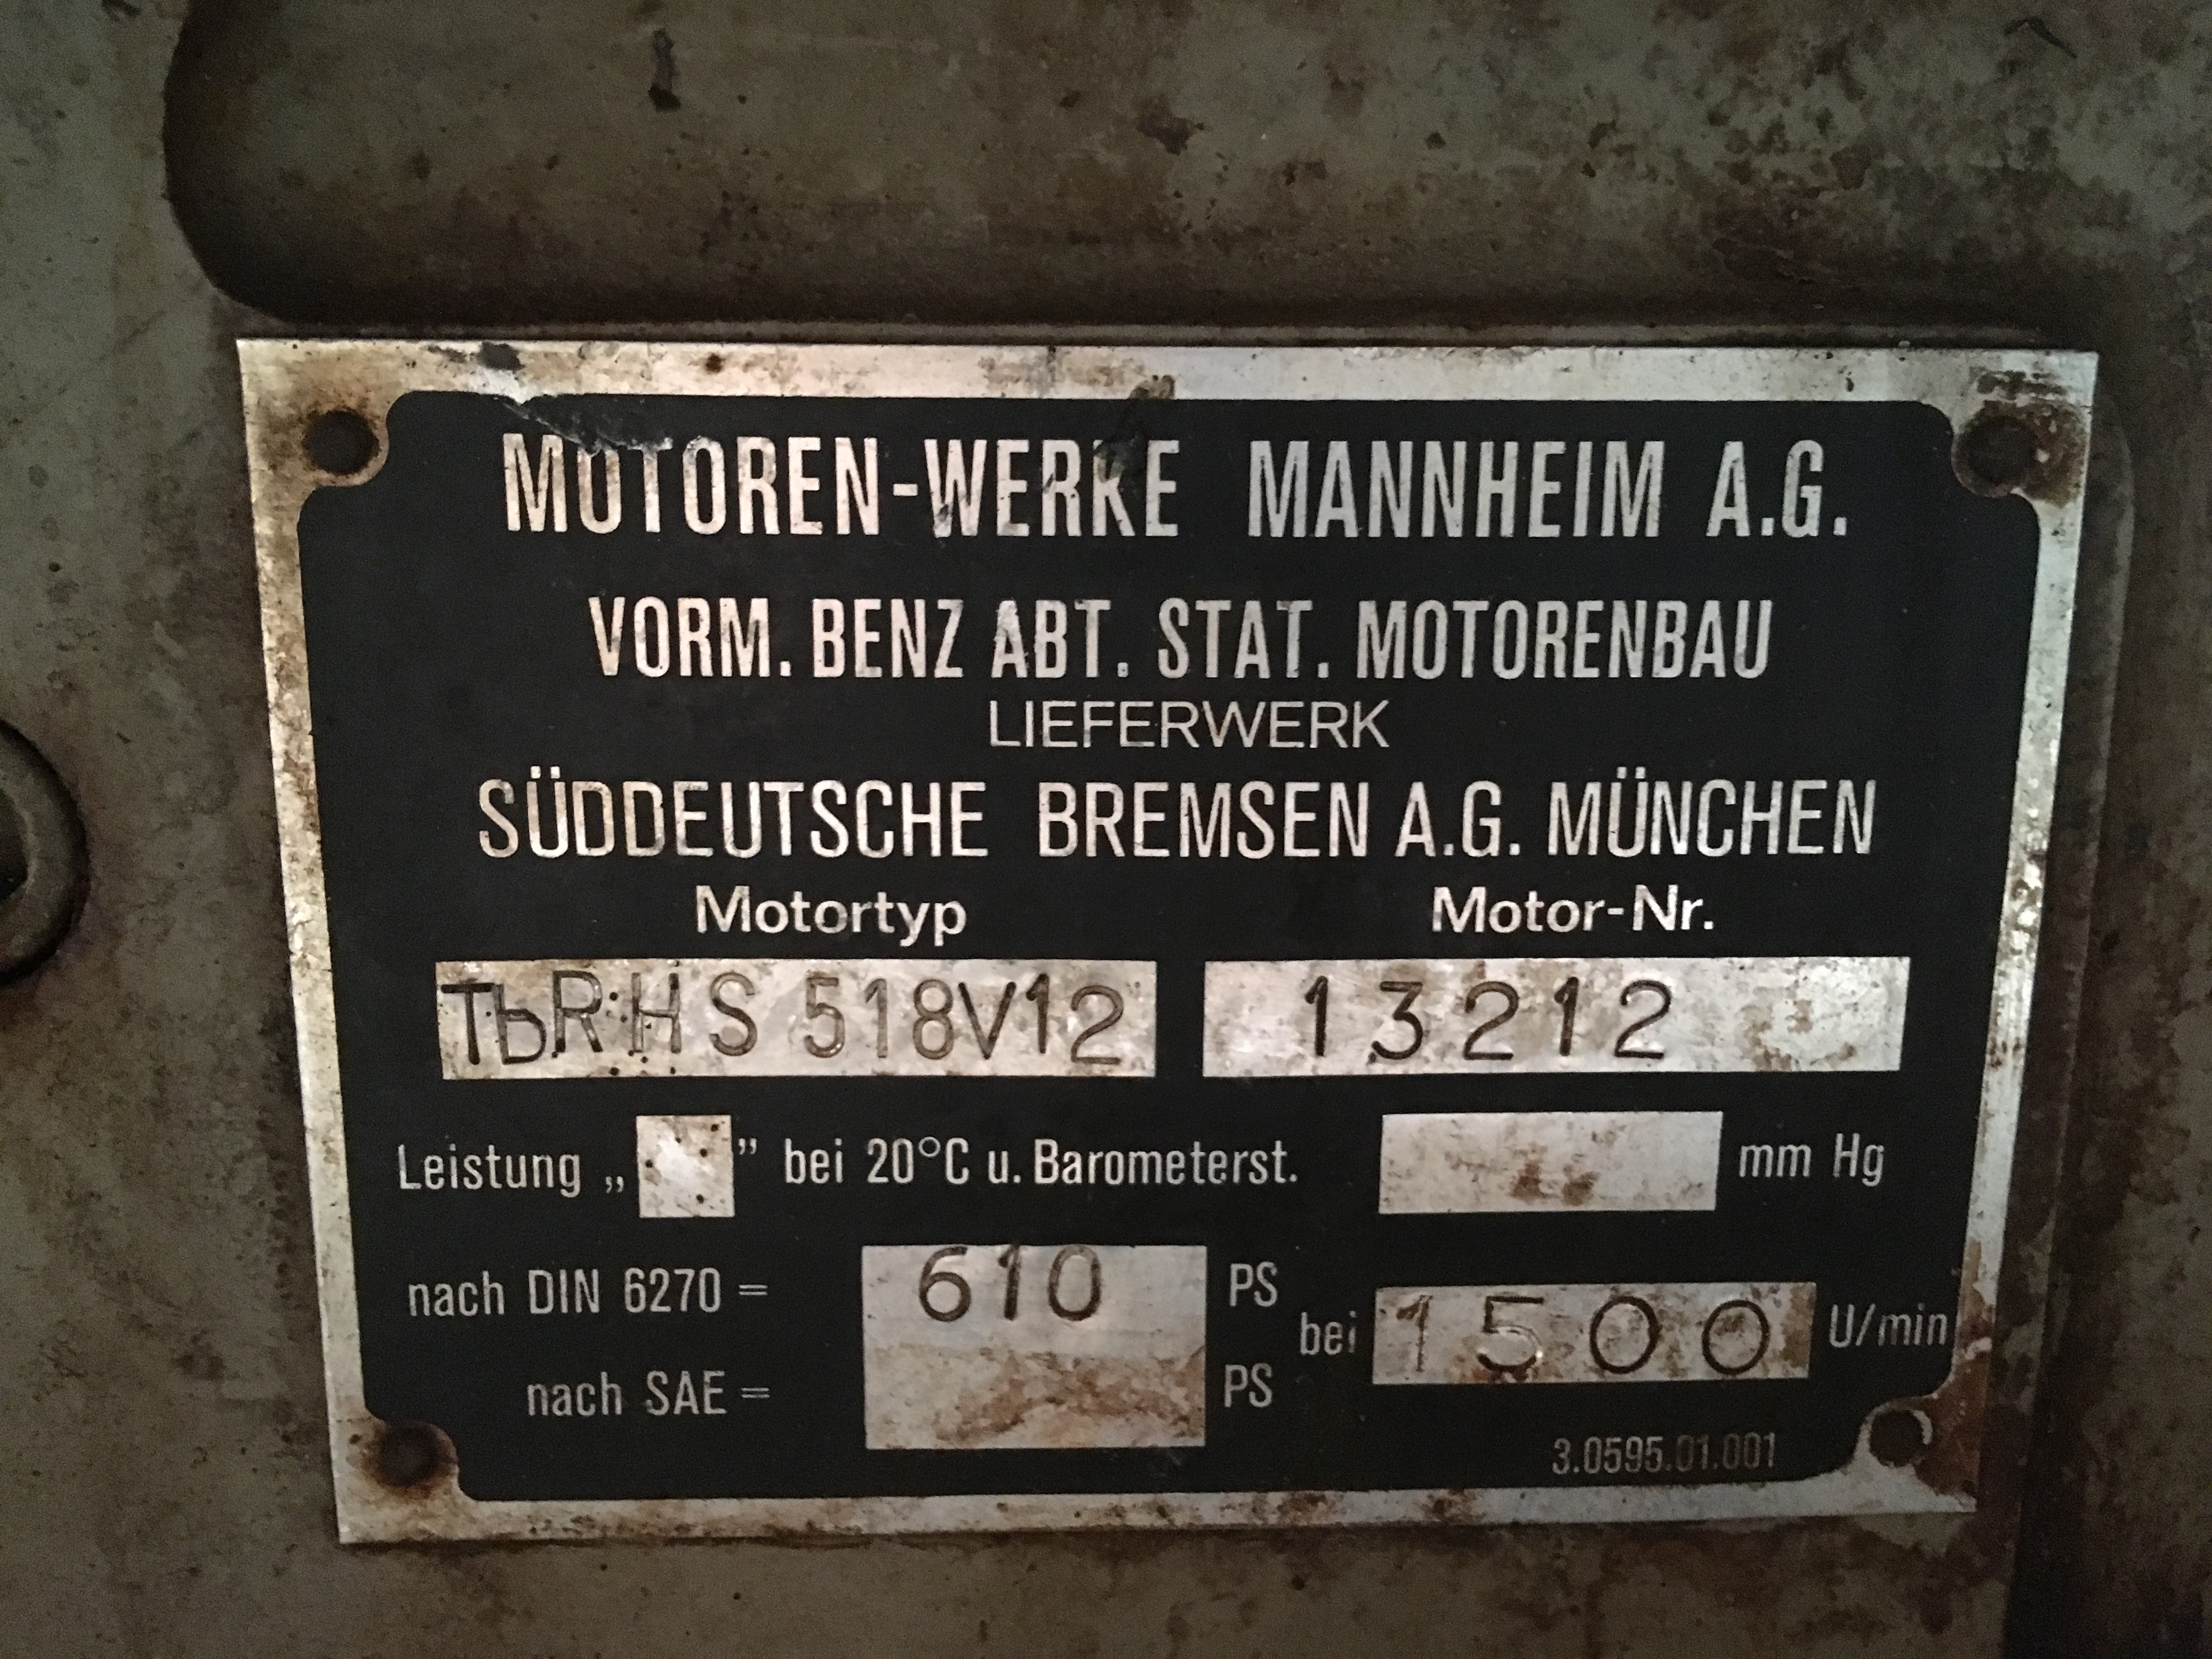 MOTOREN-WERKE MANNHEIM A.G.
VORM. BENZ ABT. STAT. MOTORENBAU
LIEFERWERK
SÜDDEUTSCHE BREMSEN A.G. MÜNCHEN
Motortyp Motor-Nr.
TbRHS 518V12 13212
Leistung „ ” bei 20°C u. Barometerst. mm Hg
nach DIN 6270 = 610 PS
bei 1500 U/min
nach SAE = PS
3.0595.01.001